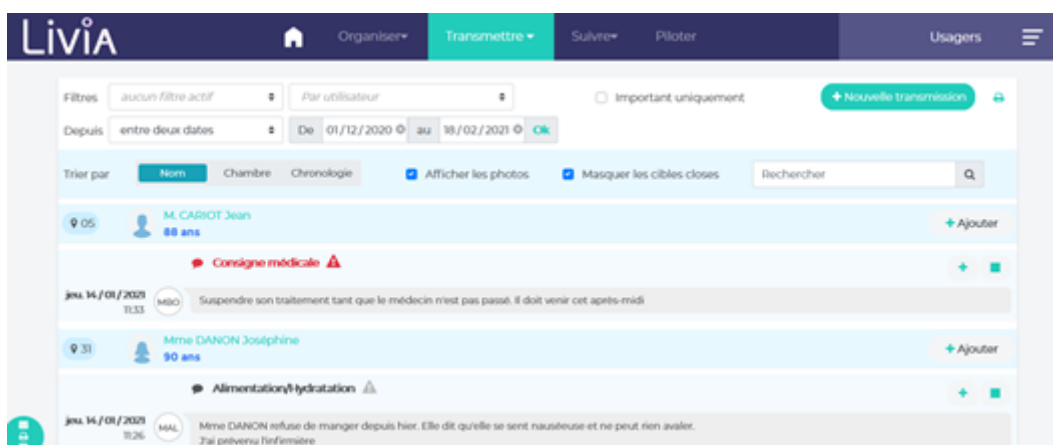 LiViA
Organiser Transmettre Suivre Piloter Usagers
Filtres aucun filtre actif Par utilisateur Important uniquement + Nouvelle transmission
Depuis entre deux dates De 01/12/2020 au 18/02/2021 Ok
Trier par Nom Chambre Chronologie Afficher les photos Masquer les cibles closes Rechercher
05 M. CARIOT Jean
88 ans
+ Ajouter
Consigne médicale
jeu. 14/01/2021
11:33
MBO Suspendre son traitement tant que le médecin n'est pas passé. Il doit venir cet après-midi
31 Mme DANON Joséphine
90 ans
+ Ajouter
Alimentation/Hydratation
jeu. 14/01/2021
11:26
MAL Mme DANON refuse de manger depuis hier. Elle dit qu'elle se sent nauséeuse et ne peut rien avaler.
J'ai prévenu l'infirmière